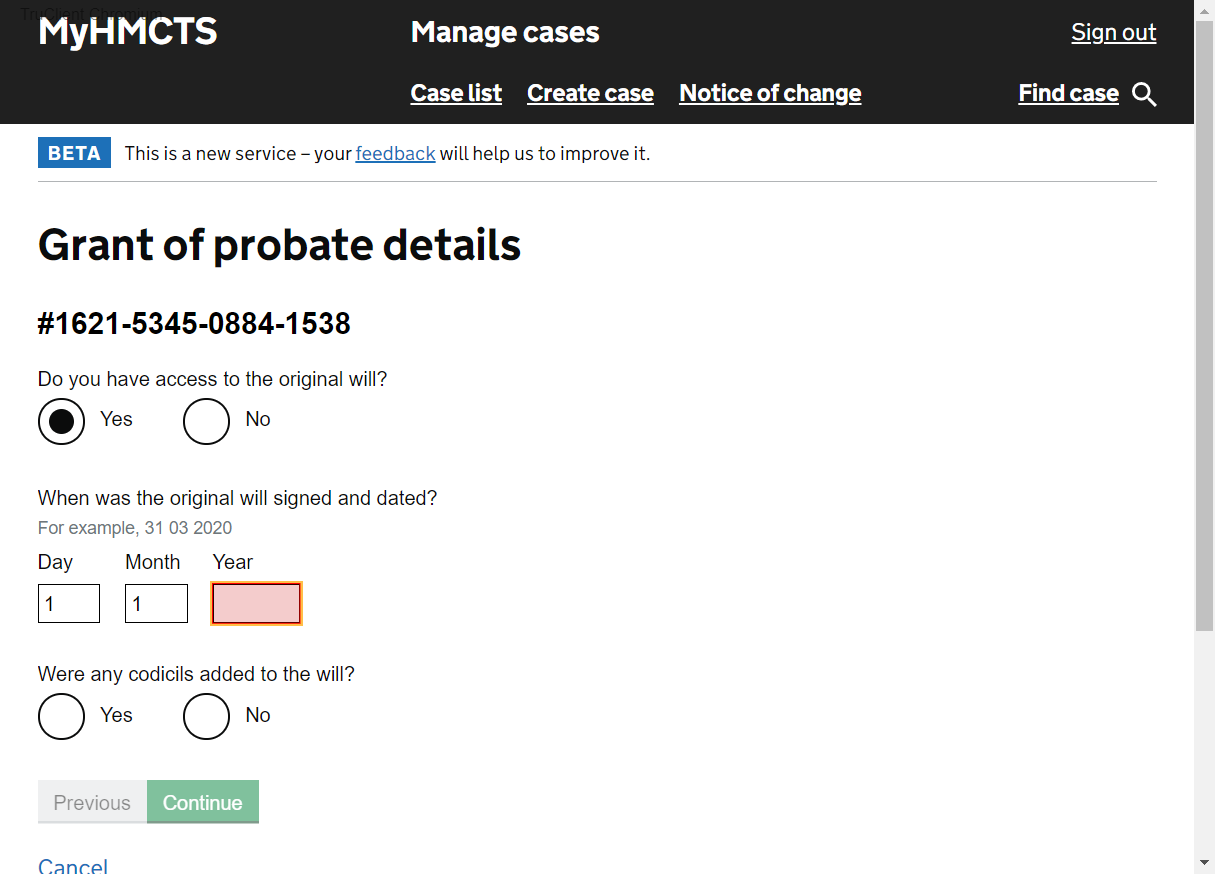 TruClient Chromium
MyHMCTS
Manage cases
Sign out
Case list
Create case
Notice of change
Find case
BETA
This is a new service – your feedback will help us to improve it.
Grant of probate details
#1621-5345-0884-1538
Do you have access to the original will?
Yes
No
When was the original will signed and dated?
For example, 31 03 2020
Day
Month
Year
1
1
Were any codicils added to the will?
Yes
No
Previous
Continue
Cancel